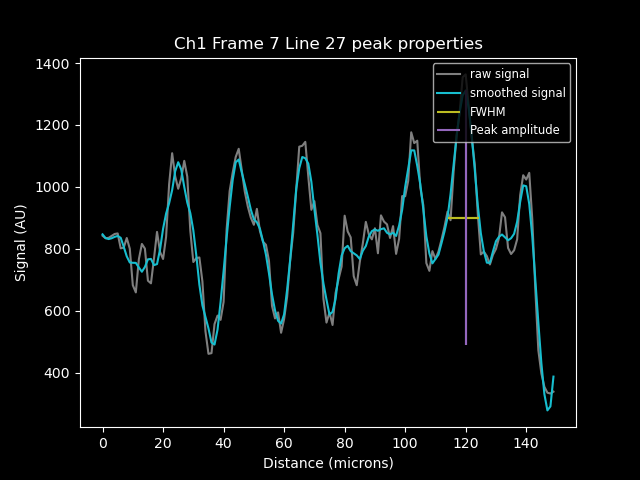 Ch1 Frame 7 Line 27 peak properties
raw signal
smoothed signal
FWHM
Peak amplitude
Signal (AU)
1400
1200
1000
800
600
400
0 20 40 60 80 100 120 140
Distance (microns)